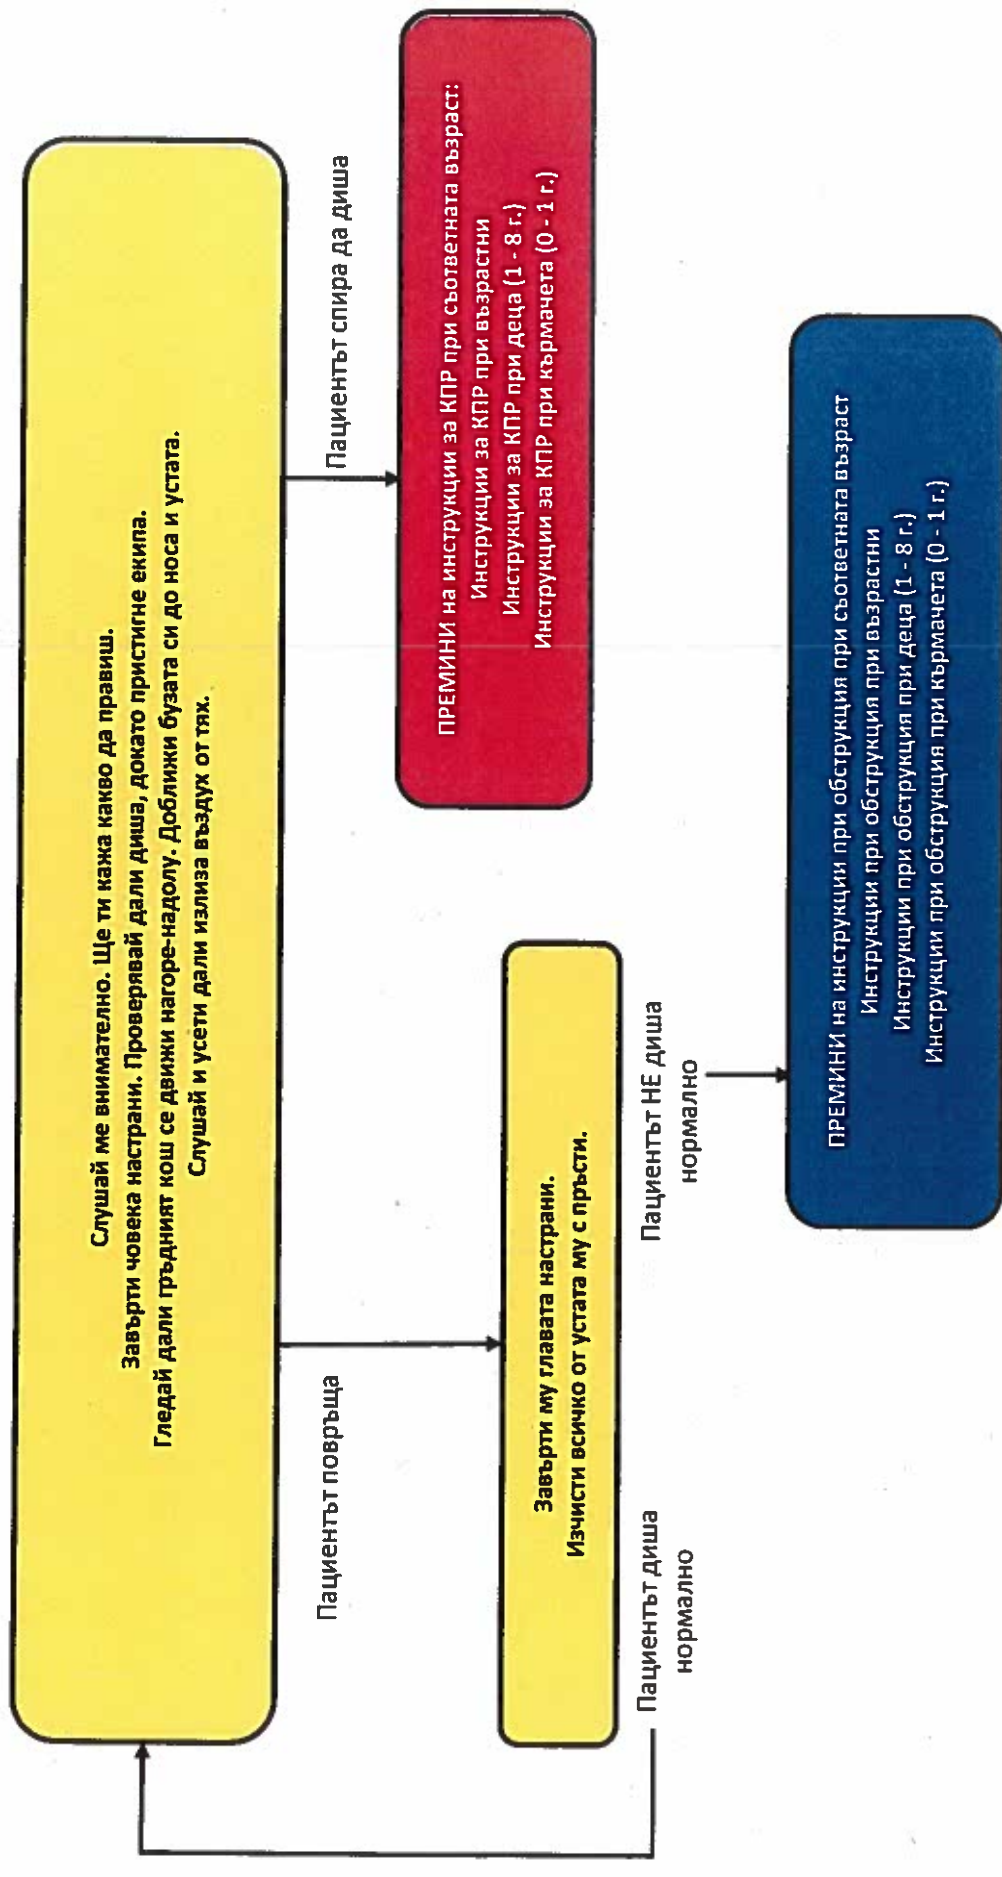 Слушай ме внимателно. Ще ти кажа какво да правиш.
Завърти човека настрани. Проверявай дали диша, докато пристигне екипа.
Гледай дали гръдният кош се движи нагоре-надолу. Доближи бузата си до носа и устата.
Слушай и усети дали излиза въздух от тях.
Пациентът повръща
Пациентът спира да диша
ПРЕМИНИ на инструкции за КПР при съответната възраст:
Инструкции за КПР при възрастни
Инструкции за КПР при деца (1 - 8 г.)
Инструкции за КПР при кърмачета (0 - 1 г.)
Завърти му главата настрани.
Изчисти всичко от устата му с пръсти.
Пациентът диша
нормално
Пациентът НЕ диша
нормално
ПРЕМИНИ на инструкции при обструкция при съответната възраст
Инструкции при обструкция при възрастни
Инструкции при обструкция при деца (1 - 8 г.)
Инструкции при обструкция при кърмачета (0 - 1 г.)